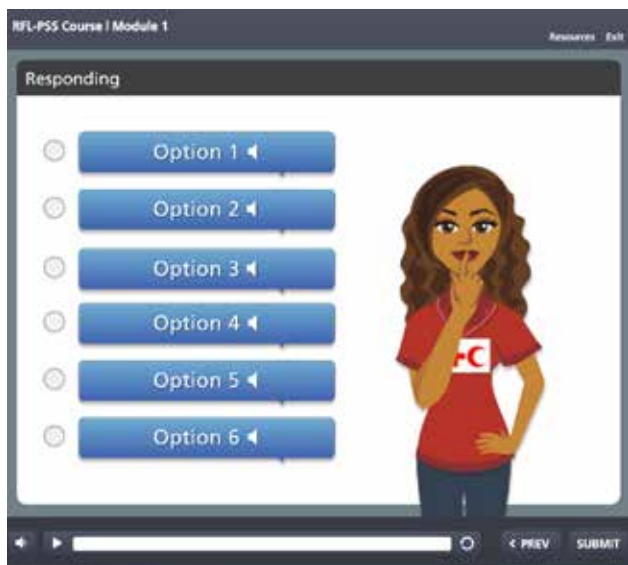 RFL-PSS Course | Module 1
Resources Exit
Responding
Option 1
Option 2
Option 3
Option 4
Option 5
Option 6
< PREV SUBMIT